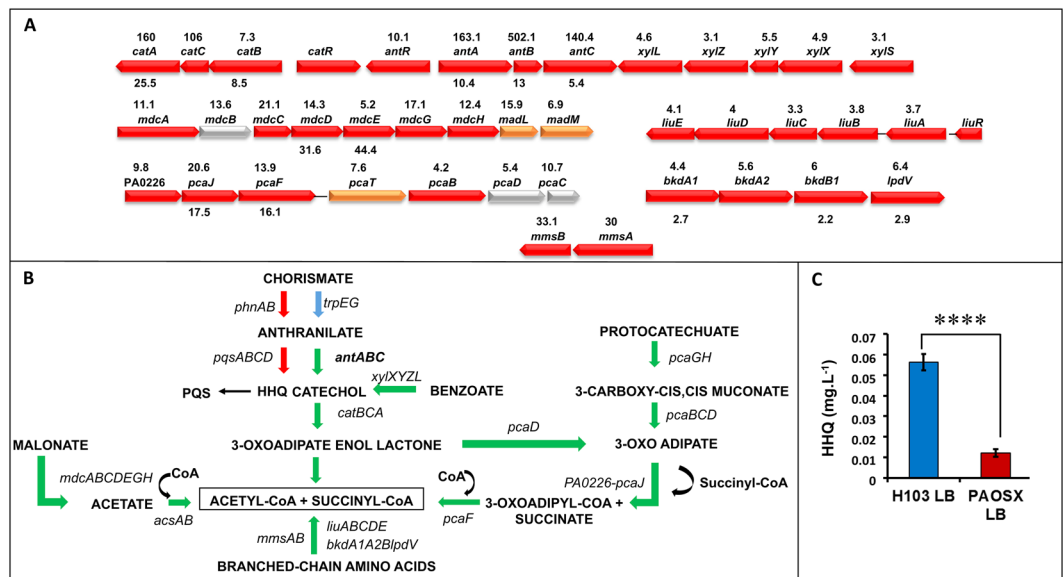 A
160 106 7.3 10.1 163.1 502.1 140.4 4.6 3.1 5.5 4.9 3.1
catA catC catB catR antR antA antB antC xylL xylZ xylY xylX xylS
25.5 8.5 10.4 13 5.4
11.1 13.6 21.1 14.3 5.2 17.1 12.4 15.9 6.9 4.1 4 3.3 3.8 3.7
mdcA mdcB mdcC mdcD mdcE mdcG mdcH madL madM liuE liuD liuC liuB liuA liuR
31.6 44.4
9.8 20.6 13.9 7.6 4.2 5.4 10.7 4.4 5.6 6 6.4
PA0226 pcaJ pcaF pcaT pcaB pcaD pcaC bkdA1 bkdA2 bkdB1 lpdV
17.5 16.1 2.7 2.2 2.9
33.1 30
mmsB mmsA
B
CHORISMATE
phnAB trpEG
ANTHRANILATE
pqsABCD antABC
xylXYZL
PQS HHQ CATECHOL BENZOATE
catBCA
3-OXOADIPATE ENOL LACTONE
pcaD
PROTOCATECHUATE
pcaGH
3-CARBOXY-CIS,CIS MUCONATE
pcaBCD
3-OXO ADIPATE
MALONATE
mdcABCDEGH CoA
ACETATE
acsAB
ACETYL-CoA + SUCCINYL-CoA
CoA
pcaF
PA0226-pcaJ
Succinyl-CoA
3-OXOADIPYL-COA +
SUCCINATE
mmsAB
liuABCDE
bkdA1A2BlpdV
BRANCHED-CHAIN AMINO ACIDS
C
****
HHQ (mg.L-1)
0.07
0.06
0.05
0.04
0.03
0.02
0.01
0
H103 LB PAOSX
LB